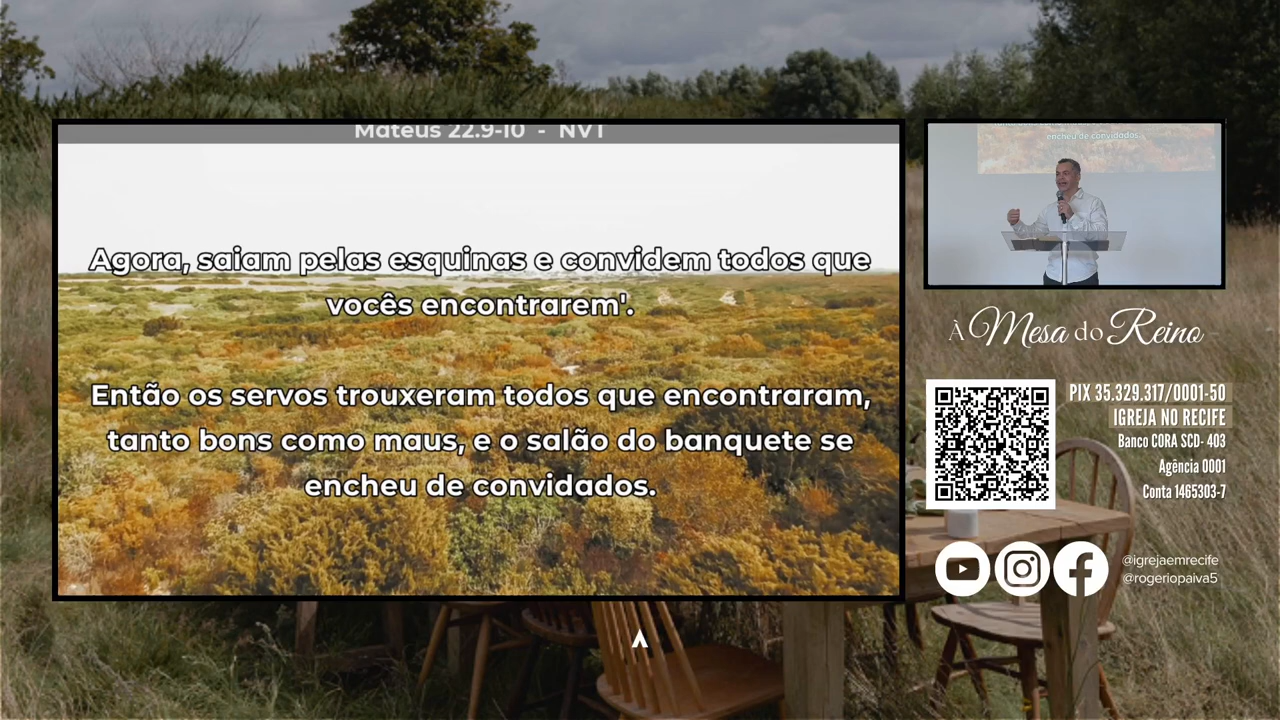 Mateus 22.9-10 - NVT
Agora, saiam pelas esquinas e convidem todos que
vocês encontrarem'.
Então os servos trouxeram todos que encontraram,
tanto bons como maus, e o salão do banquete se
encheu de convidados.
encheu de convidados.
À Mesa do Reino
PIX 35.329.317/0001-50
IGREJA NO RECIFE
Banco CORA SCD- 403
Agência 0001
Conta 1465303-7
@igrejaemrecife
@rogeriopaiva5